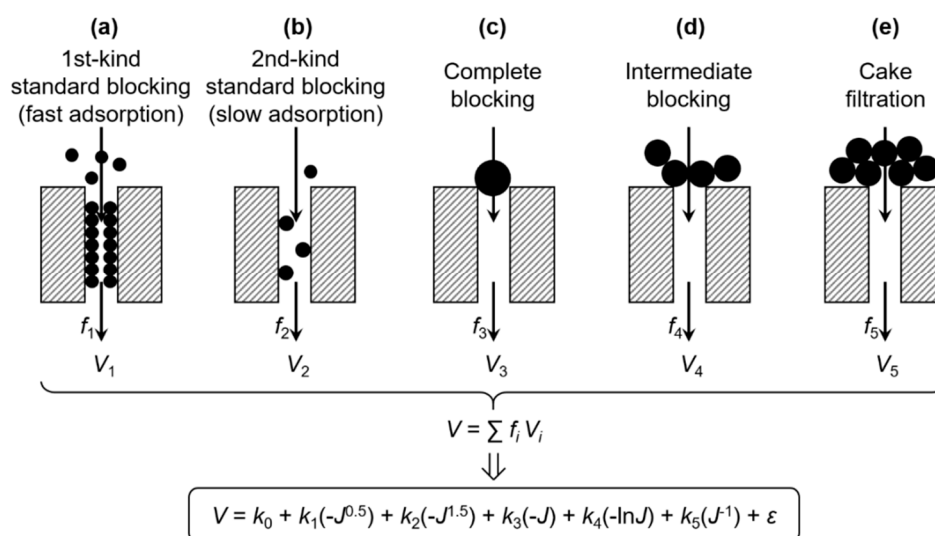 (a) (b) (c) (d) (e)
1st-kind
standard blocking
(fast adsorption)
2nd-kind
standard blocking
(slow adsorption)
Complete
blocking
Intermediate
blocking
Cake
filtration
f₁ f₂ f₃ f₄ f₅
V₁ V₂ V₃ V₄ V₅
V = ∑ fᵢ Vᵢ
V = k₀ + k₁(-J⁰·⁵) + k₂(-J¹·⁵) + k₃(-J) + k₄(-lnJ) + k₅(J⁻¹) + ε